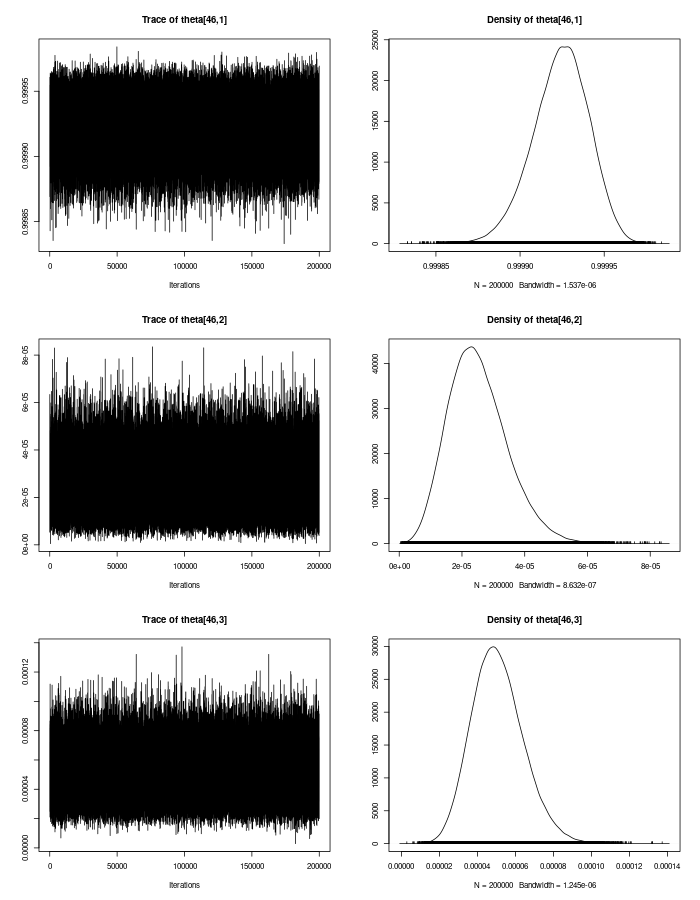 Trace of theta[46,1]
0.99985 0.99990 0.99995
0 50000 100000 150000 200000
Iterations
Density of theta[46,1]
0 5000 10000 15000 20000 25000
0.99985 0.99990 0.99995
N = 200000 Bandwidth = 1.537e-06
Trace of theta[46,2]
0e+00 2e-05 4e-05 6e-05 8e-05
0 50000 100000 150000 200000
Iterations
Density of theta[46,2]
0 10000 20000 30000 40000
0e+00 2e-05 4e-05 6e-05 8e-05
N = 200000 Bandwidth = 8.632e-07
Trace of theta[46,3]
0.00000 0.00004 0.00008 0.00012
0 50000 100000 150000 200000
Iterations
Density of theta[46,3]
0 5000 10000 15000 20000 25000 30000
0.00000 0.00002 0.00004 0.00006 0.00008 0.00010 0.00012 0.00014
N = 200000 Bandwidth = 1.245e-06